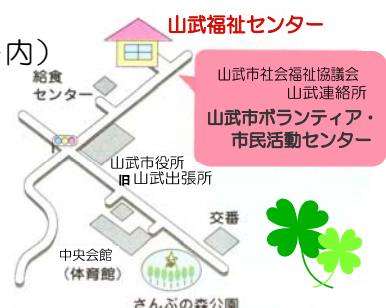 山武福祉センター
内）
給食
センター
山武市社会福祉協議会
山武連絡所
山武市ボランティア・
市民活動センター
山武市役所
旧山武出張所
交番
中央会館
（体育館）
さんぶの森公園